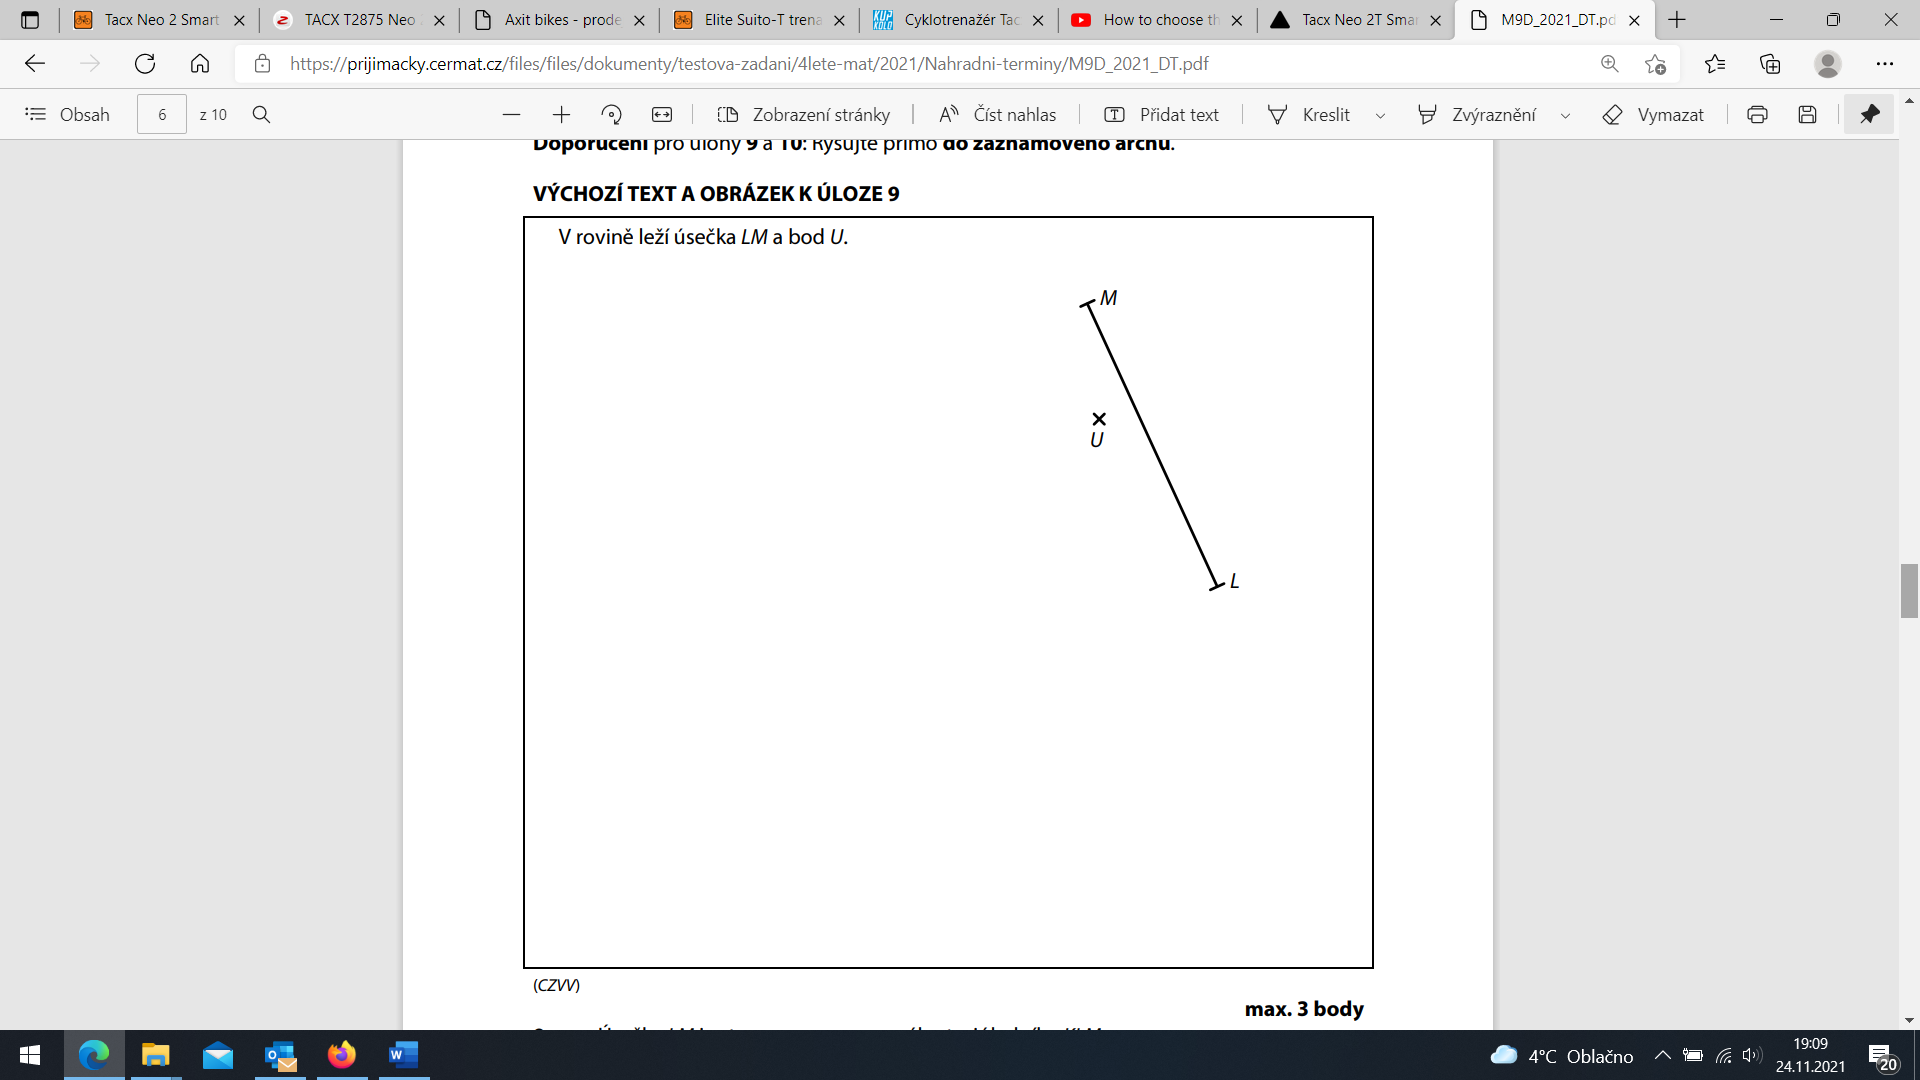 Tacx Neo 2 Smart
TACX T2875 Neo 2
Axit bikes - prode
Elite Suito-T trena
Cyklotrenažér Tac
How to choose th
Tacx Neo 2T Smar
M9D_2021_DT.pd
https://prijimacky.cermat.cz/files/files/dokumenty/testova-zadani/4lete-mat/2021/Nahradni-terminy/M9D_2021_DT.pdf
Obsah
6
z 10
Zobrazení stránky
Číst nahlas
Přidat text
Kreslit
Zvýraznění
Vymazat
Doporučení pro úlohy 9 a 10: Rýsujte přímo do záznamového archu.
VÝCHOZÍ TEXT A OBRÁZEK K ÚLOZE 9
V rovině leží úsečka LM a bod U.
M
U
L
(CZVV)
max. 3 body
4°C Oblačno
19:09
24.11.2021
20